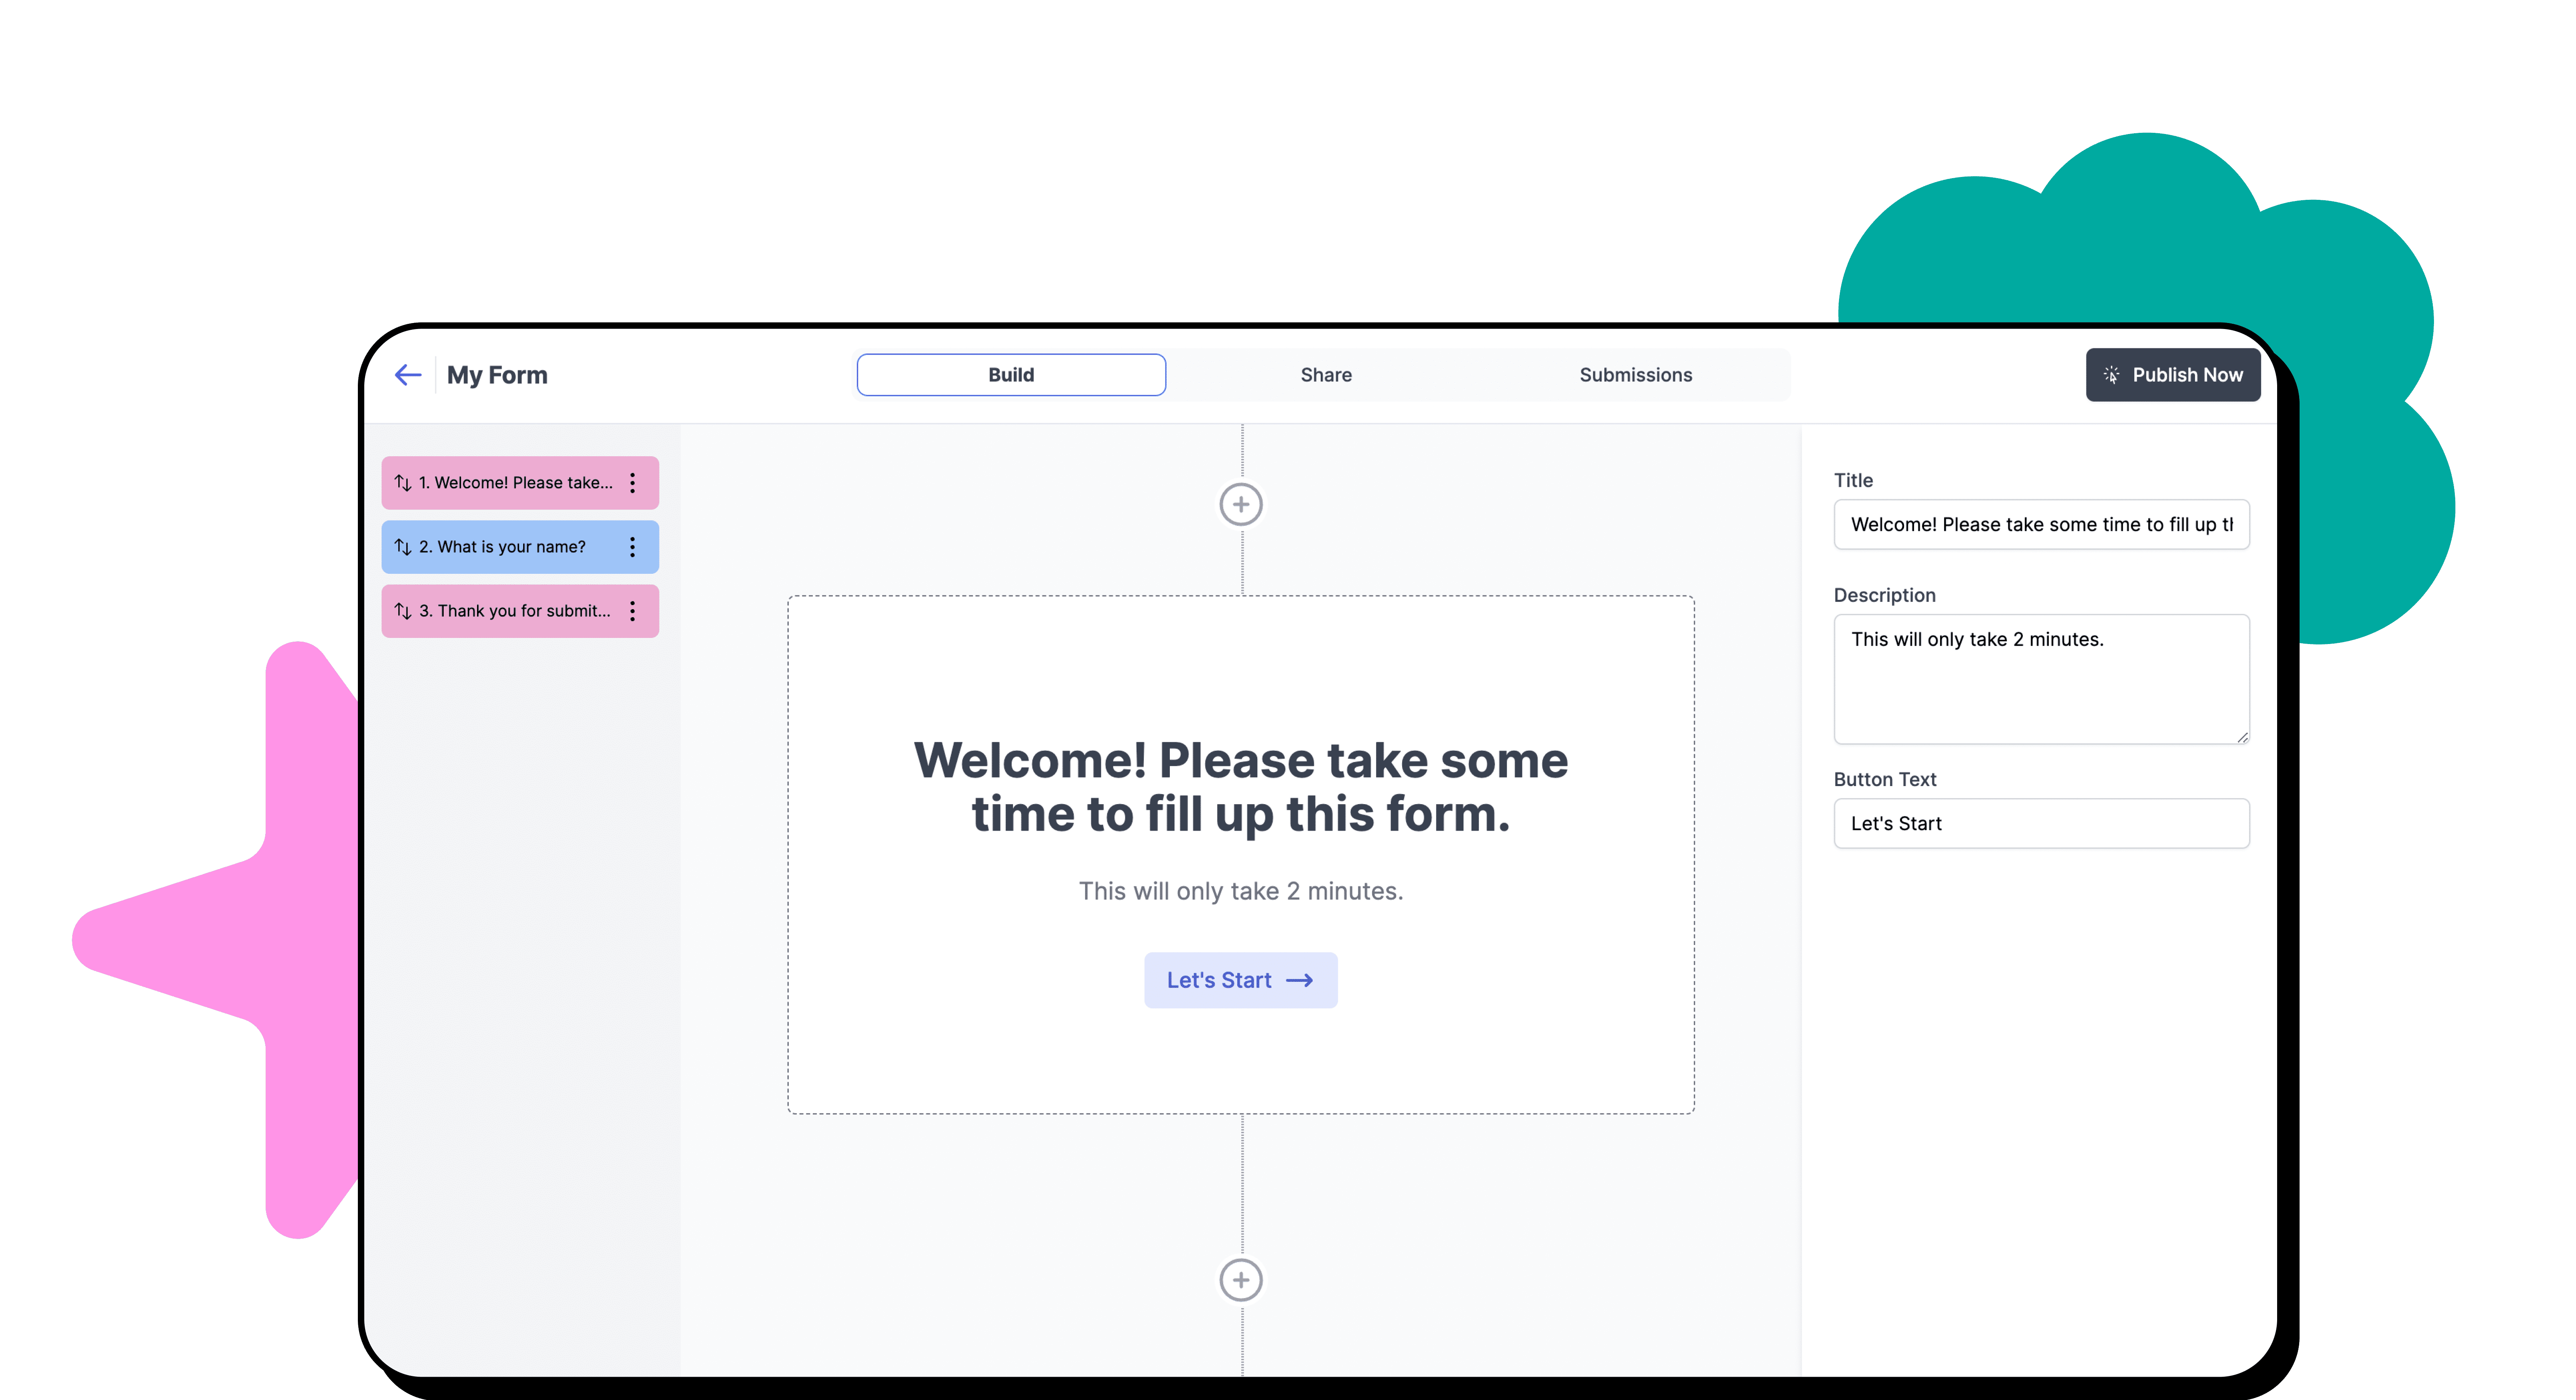 My Form
Build
Share
Submissions
Publish Now
1. Welcome! Please take...
2. What is your name?
3. Thank you for submit...
Welcome! Please take some
time to fill up this form.
This will only take 2 minutes.
Let's Start
Title
Welcome! Please take some time to fill up th
Description
This will only take 2 minutes.
Button Text
Let's Start